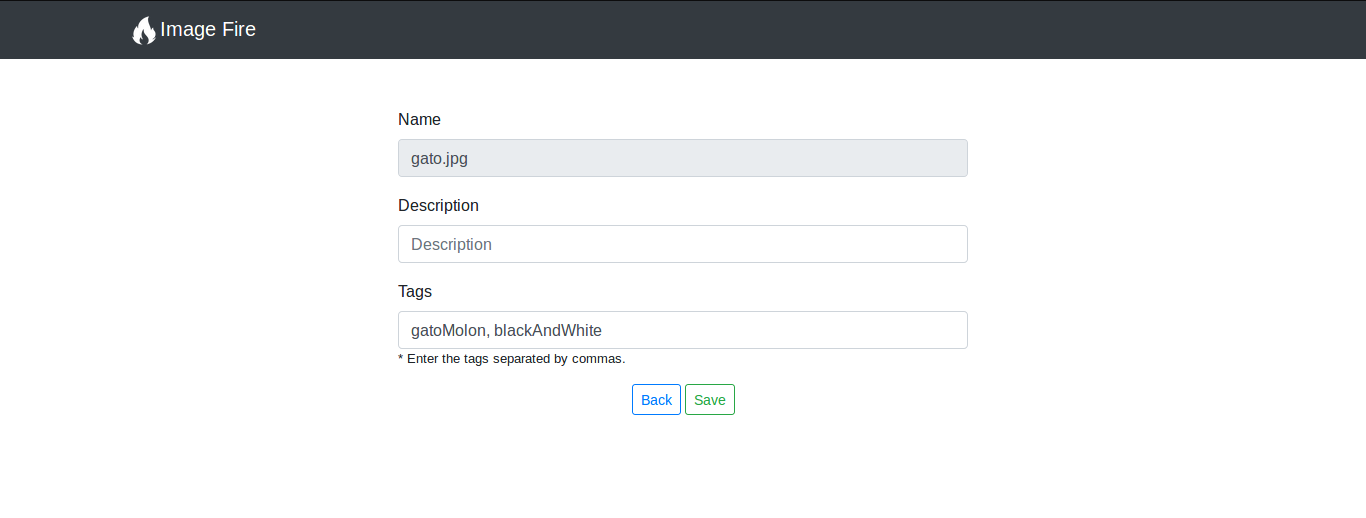 Image Fire
Name
gato.jpg
Description
Description
Tags
gatoMolon, blackAndWhite
* Enter the tags separated by commas.
Back Save